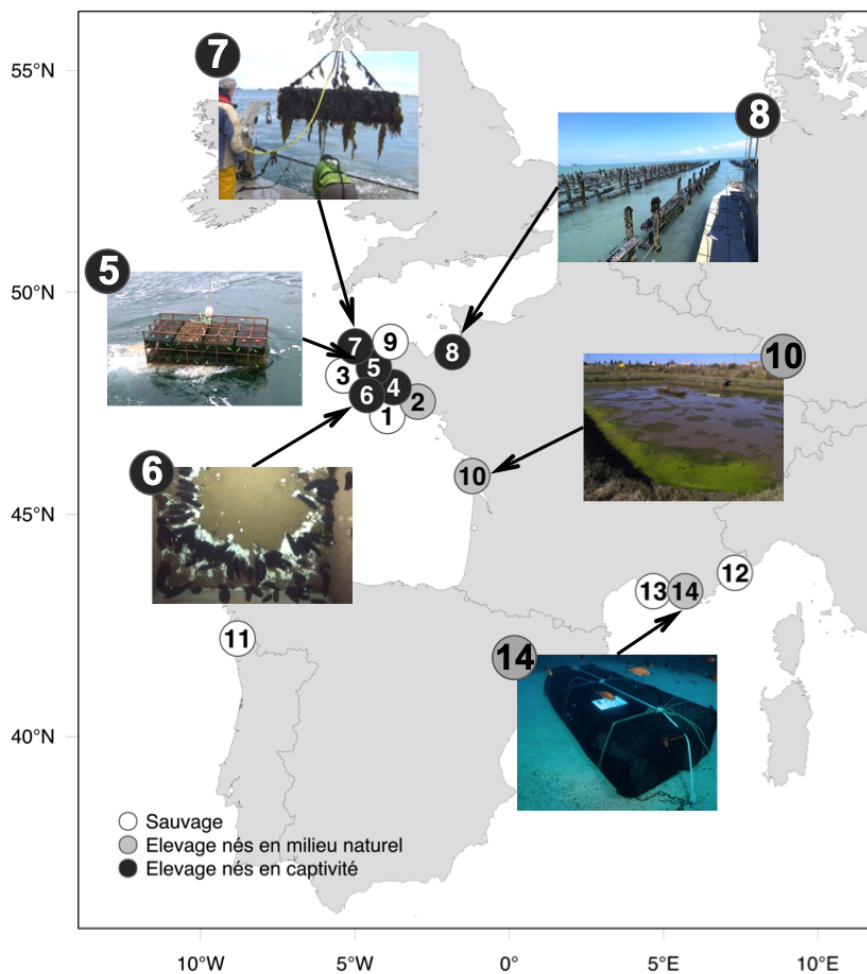 55°N
50°N
45°N
40°N
7
8
5
10
6
14
7
9
8
5
3
4
6
2
1
10
12
13
14
11
Sauvage
Elevage nés en milieu naturel
Elevage nés en captivité
10°W
5°W
0°
5°E
10°E